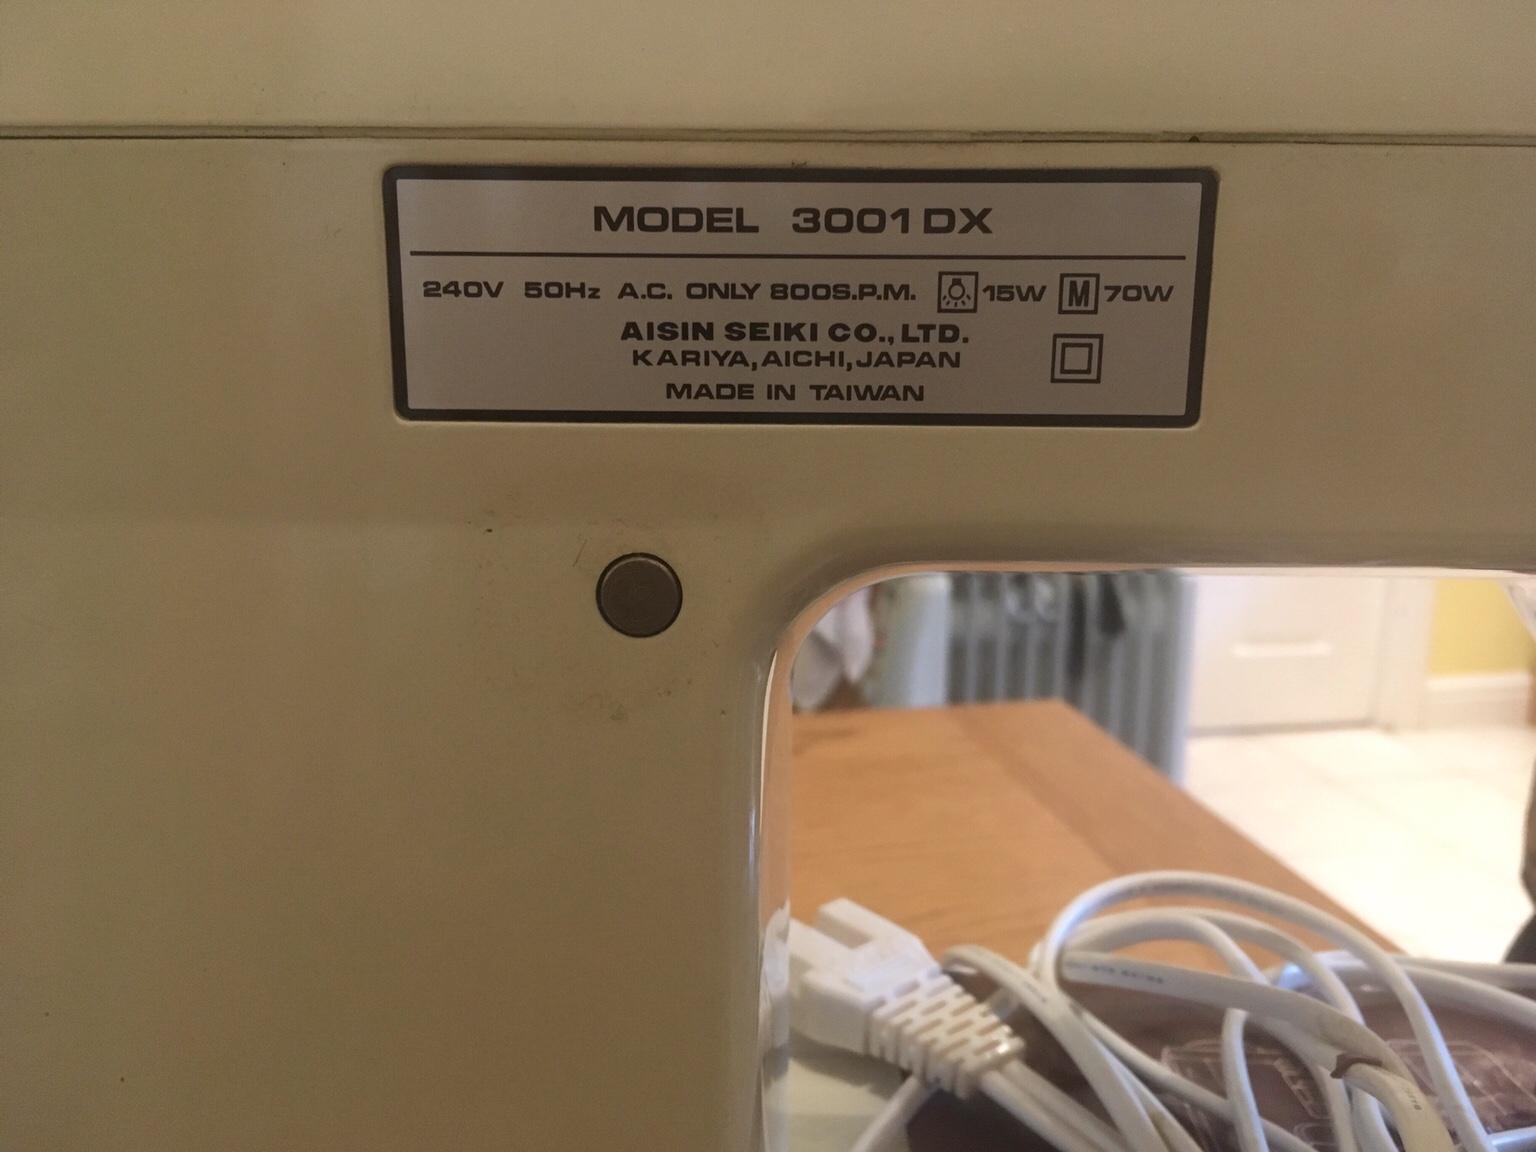 MODEL 3001DX
240V 50Hz A.C. ONLY 800S.P.M. 15W M 70W
AISIN SEIKI CO., LTD.
KARIYA, AICHI, JAPAN
MADE IN TAIWAN